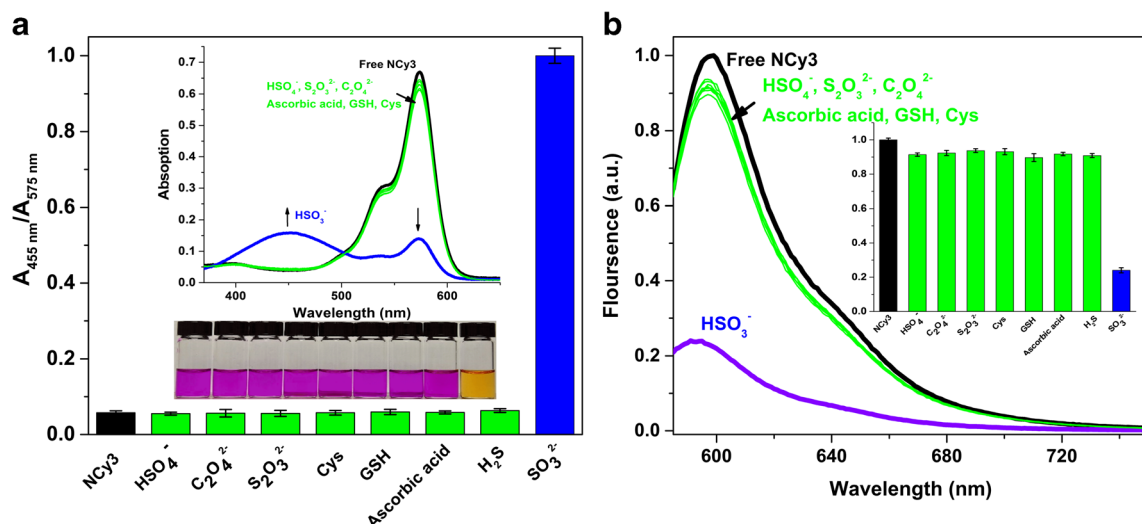 a
A455 nm/A575 nm
1.0
0.8
0.6
0.4
0.2
0.0
NCy3
HSO4-
C2O42-
S2O32-
Cys
GSH
Ascorbic acid
H2S
SO32-
Absoption
0.7
0.6
0.5
0.4
0.3
0.2
0.1
0.0
Free NCy3
HSO4-, S2O32-, C2O42-
Ascorbic acid, GSH, Cys
HSO3-
400
500
600
Wavelength (nm)
b
Floursence (a.u.)
1.0
0.8
0.6
0.4
0.2
0.0
Free NCy3
HSO4-, S2O32-, C2O42-
Ascorbic acid, GSH, Cys
HSO3-
600
640
680
720
Wavelength (nm)
1.0
0.8
0.6
0.4
0.2
0.0
NCy3
HSO4-
C2O42-
S2O32-
Cys
GSH
Ascorbic acid
H2S
SO32-